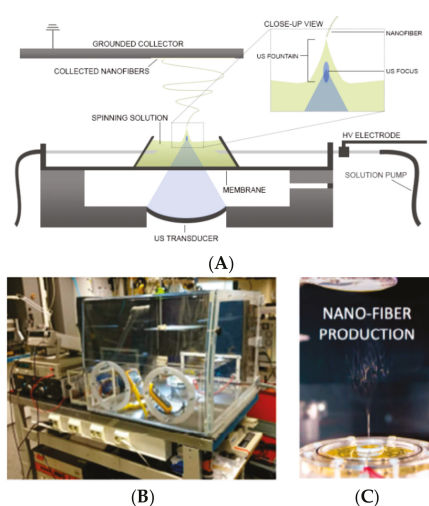 GROUNDED COLLECTOR
COLLECTED NANOFIBERS
SPINNING SOLUTION
CLOSE-UP VIEW
NANOFIBER
US FOUNTAIN
US FOCUS
HV ELECTRODE
SOLUTION PUMP
MEMBRANE
US TRANSDUCER
(A)
NANO-FIBER
PRODUCTION
(B)
(C)